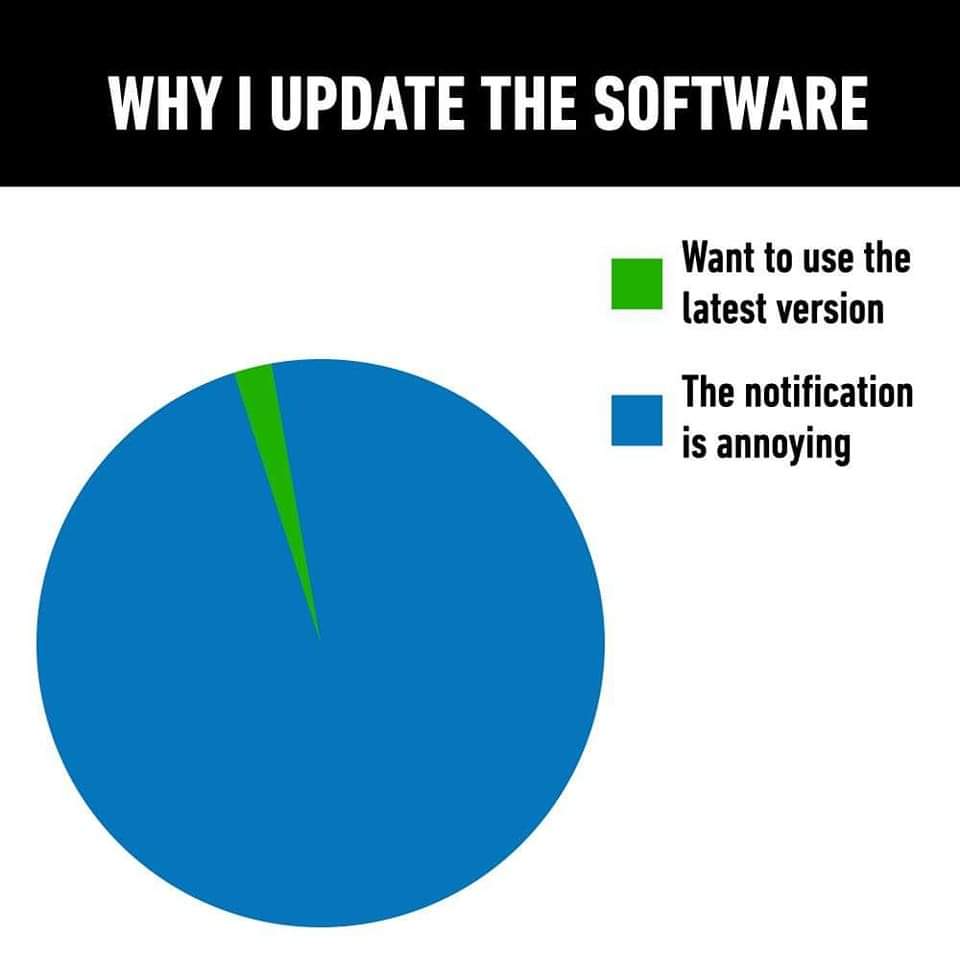 WHY I UPDATE THE SOFTWARE
Want to use the
latest version
The notification
is annoying